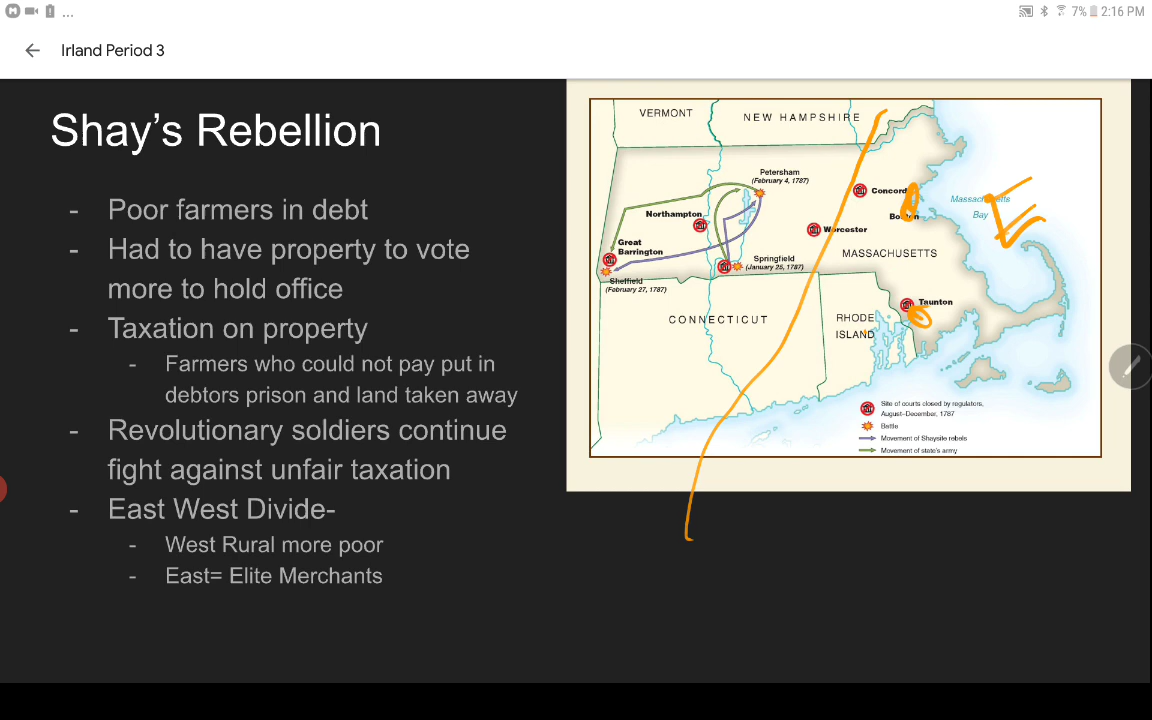 ... 7% 2:16 PM
Irland Period 3
Shay's Rebellion
- Poor farmers in debt
- Had to have property to vote
more to hold office
- Taxation on property
- Farmers who could not pay put in
debtors prison and land taken away
- Revolutionary soldiers continue
fight against unfair taxation
- East West Divide-
- West Rural more poor
- East= Elite Merchants
VERMONT
NEW HAMPSHIRE
Petersham
(February 4, 1787)
Concord
Massachusetts
Bay
Northampton
Boston
Worcester
Great
Barrington
MASSACHUSETTS
Springfield
(January 25, 1787)
Sheffield
(February 27, 1787)
Taunton
CONNECTICUT
RHODE
ISLAND
Site of courts closed by regulators,
August–December, 1787
Battle
Movement of Shaysite rebels
Movement of state's army